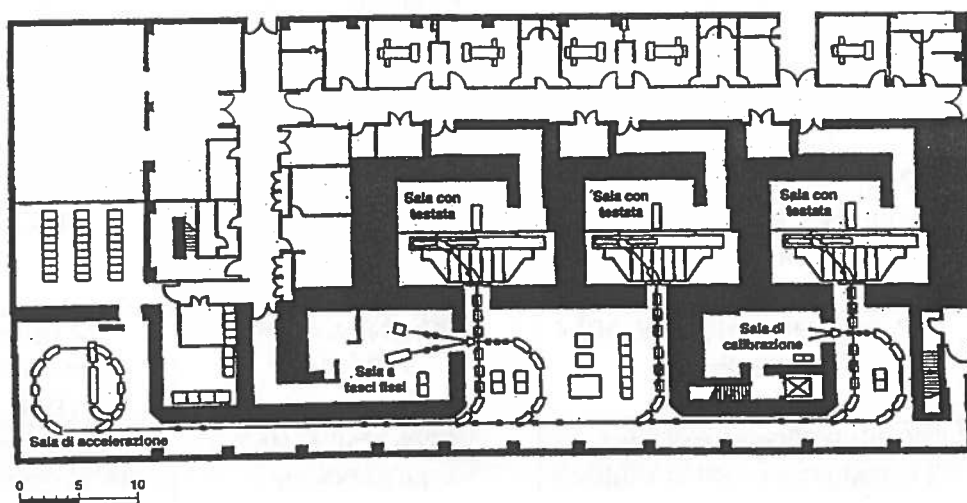 Sala con
testata
Sala con
testata
Sala con
testata
Sala a
fasci fissi
Sala di
calibrazione
Sala di accelerazione
0 5 10